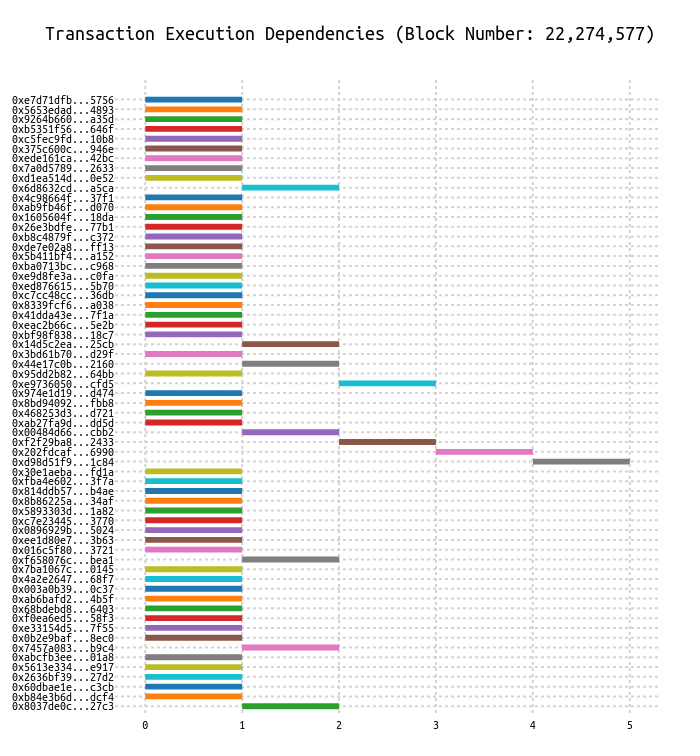 Transaction Execution Dependencies (Block Number: 22,274,577)
0xe7d71dfb...5756
0x5653edad...4893
0x9264b660...a35d
0xb5351f56...646f
0xc5fec9fd...10b8
0x375c600c...946e
0xede161ca...42bc
0x7a0d5789...2633
0xd1ea514d...0e52
0x6d8632cd...a5ca
0x4c98664f...37f1
0xab9fb46f...d070
0x1605604f...18da
0x26e3bdfe...77b1
0xb8c4879f...c372
0xde7e02a8...ff13
0x5b411bf4...a152
0xba0713bc...c968
0xe9d8fe3a...c0fa
0xed876615...5b70
0xc7cc48cc...36db
0x8339fcf6...a038
0x41dda43e...7f1a
0xeac2b66c...5e2b
0xbf98f838...18c7
0x14d5c2ea...25cb
0x3bd61b70...d29f
0x44e17c0b...2160
0x95dd2b82...64bb
0xe9736050...cfd5
0x974e1d19...d474
0x8bd94092...fbb8
0x468253d3...d721
0xab27fa9d...dd5d
0x00484d66...cbb2
0xf2f29ba8...2433
0x202fdcaf...6990
0xd98d51f9...1c84
0x30e1aeba...fd1a
0xfba4e602...3f7a
0x814ddb57...b4ae
0x8b86225a...34af
0x5893303d...1a82
0xc7e23445...3770
0x0896929b...5024
0xee1d80e7...3b63
0x016c5f80...3721
0xf658076c...bea1
0x7ba1067c...0145
0x4a2e2647...68f7
0x003a0b39...0c37
0xab6bafd2...4b5f
0x68bdebd8...6403
0xf0ea6ed5...58f3
0xe33154d5...7f55
0x0b2e9baf...8ec0
0x7457a083...b9c4
0xabcfb3ee...01a8
0x5613e334...e917
0x2636bf39...27d2
0x60dbae1e...c3cb
0xb84e3b6d...dcf4
0x8037de0c...27c3
0 1 2 3 4 5